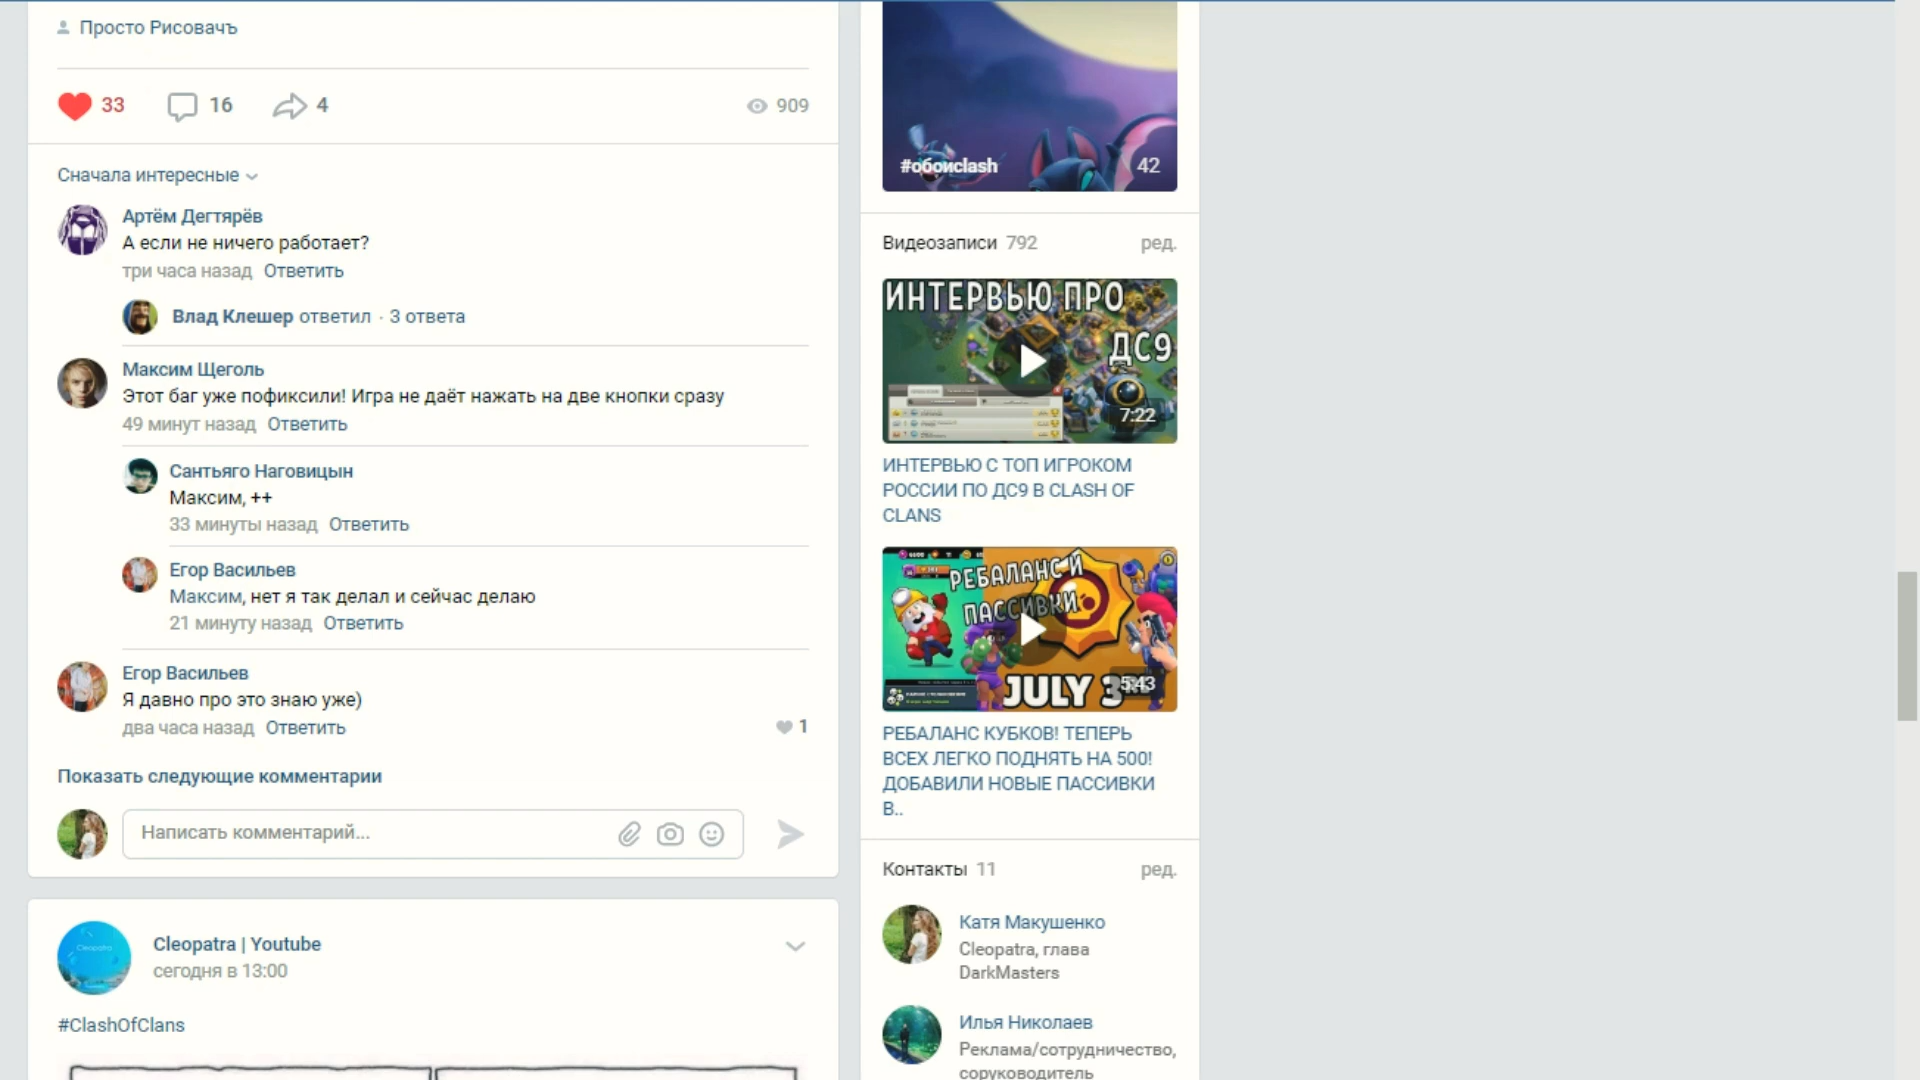 Просто Рисовачъ
33
16
4
909
Сначала интересные
Артём Дегтярёв
А если не ничего работает?
три часа назад Ответить
Влад Клешер ответил · 3 ответа
Максим Щеголь
Этот баг уже пофиксили! Игра не даёт нажать на две кнопки сразу
49 минут назад Ответить
Сантьяго Наговицын
Максим, ++
33 минуты назад Ответить
Егор Васильев
Максим, нет я так делал и сейчас делаю
21 минуту назад Ответить
Егор Васильев
Я давно про это знаю уже)
два часа назад Ответить
1
Показать следующие комментарии
Написать комментарий...
Cleopatra | Youtube
сегодня в 13:00
#ClashOfClans
#обоиclash
42
Видеозаписи 792
ред.
ИНТЕРВЬЮ ПРО
ДС9
7:22
ИНТЕРВЬЮ С ТОП ИГРОКОМ
РОССИИ ПО ДС9 В CLASH OF
CLANS
РЕБАЛАНС И
ПАССИВКИ
JULY
5:43
РЕБАЛАНС КУБКОВ! ТЕПЕРЬ
ВСЕХ ЛЕГКО ПОДНЯТЬ НА 500!
ДОБАВИЛИ НОВЫЕ ПАССИВКИ
В..
Контакты 11
ред.
Катя Макушенко
Cleopatra, глава
DarkMasters
Илья Николаев
Реклама/сотрудничество,
соруководитель